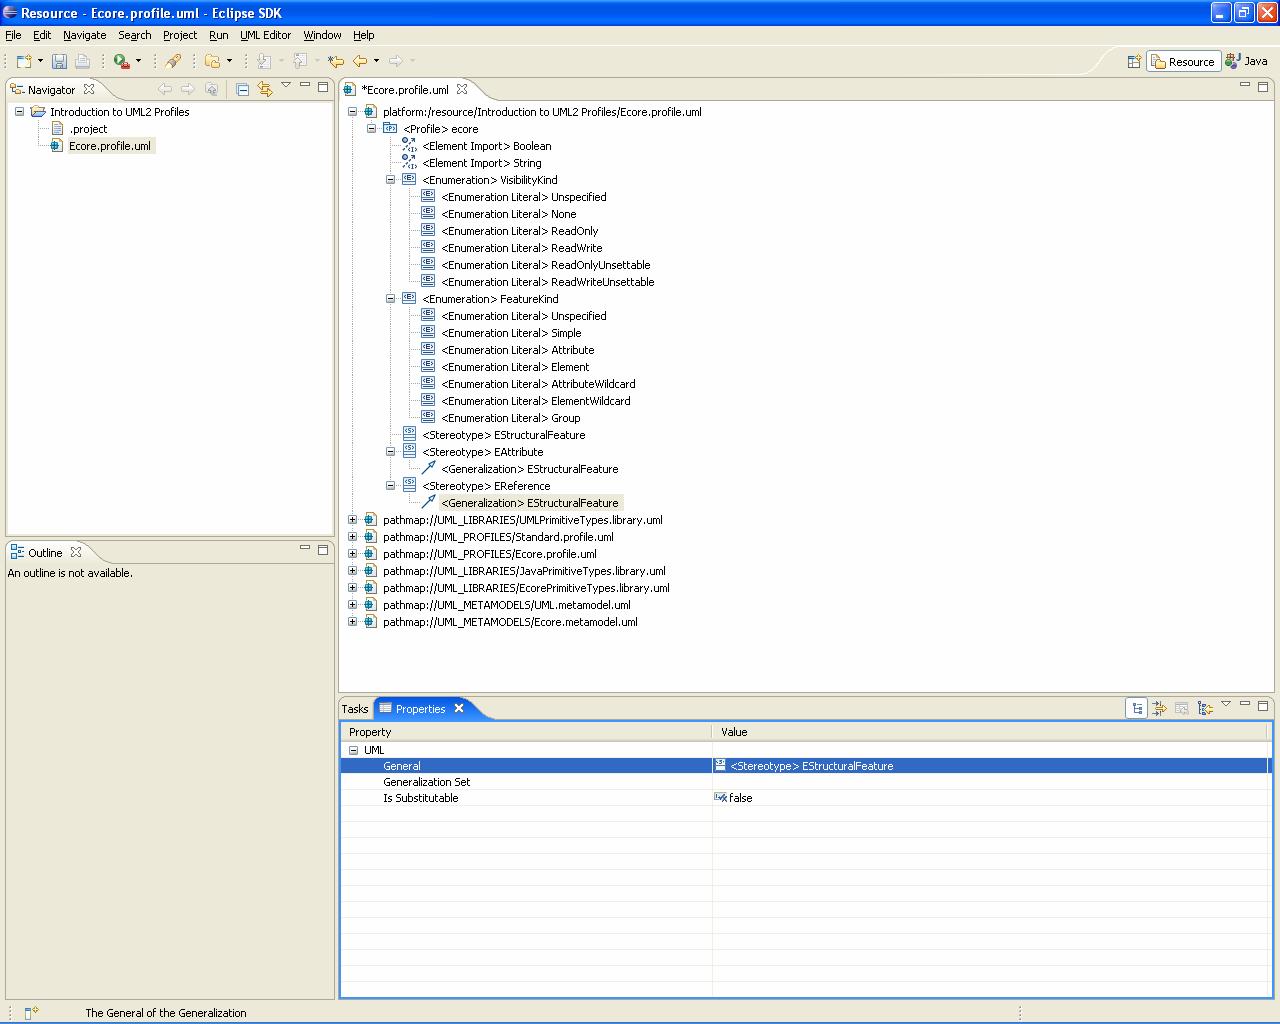 Resource - Ecore.profile.uml - Eclipse SDK
File Edit Navigate Search Project Run UML Editor Window Help
Resource Java
Navigator
Introduction to UML2 Profiles
.project
Ecore.profile.uml
*Ecore.profile.uml
platform:/resource/Introduction to UML2 Profiles/Ecore.profile.uml
<Profile> ecore
<Element Import> Boolean
<Element Import> String
<Enumeration> VisibilityKind
<Enumeration Literal> Unspecified
<Enumeration Literal> None
<Enumeration Literal> ReadOnly
<Enumeration Literal> ReadWrite
<Enumeration Literal> ReadOnlyUnsettable
<Enumeration Literal> ReadWriteUnsettable
<Enumeration> FeatureKind
<Enumeration Literal> Unspecified
<Enumeration Literal> Simple
<Enumeration Literal> Attribute
<Enumeration Literal> Element
<Enumeration Literal> AttributeWildcard
<Enumeration Literal> ElementWildcard
<Enumeration Literal> Group
<Stereotype> EStructuralFeature
<Stereotype> EAttribute
<Generalization> EStructuralFeature
<Stereotype> EReference
<Generalization> EStructuralFeature
pathmap://UML_LIBRARIES/UMLPrimitiveTypes.library.uml
pathmap://UML_PROFILES/Standard.profile.uml
pathmap://UML_PROFILES/Ecore.profile.uml
pathmap://UML_LIBRARIES/JavaPrimitiveTypes.library.uml
pathmap://UML_LIBRARIES/EcorePrimitiveTypes.library.uml
pathmap://UML_METAMODELS/UML.metamodel.uml
pathmap://UML_METAMODELS/Ecore.metamodel.uml
Outline
An outline is not available.
Tasks Properties
Property Value
UML
General <Stereotype> EStructuralFeature
Generalization Set
Is Substitutable false
The General of the Generalization